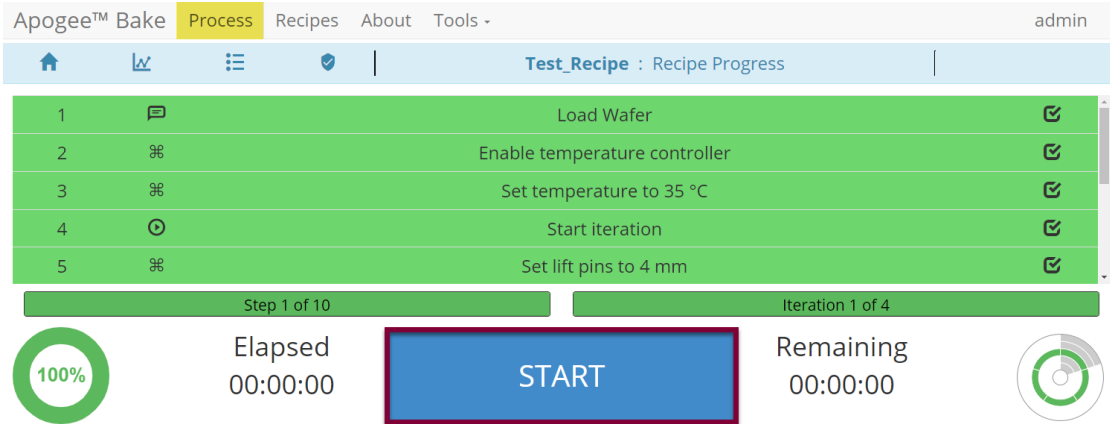 Apogee™ Bake Process Recipes About Tools admin
Test_Recipe : Recipe Progress
1 Load Wafer
2 Enable temperature controller
3 Set temperature to 35 °C
4 Start iteration
5 Set lift pins to 4 mm
Step 1 of 10 Iteration 1 of 4
100% Elapsed 00:00:00 START Remaining 00:00:00